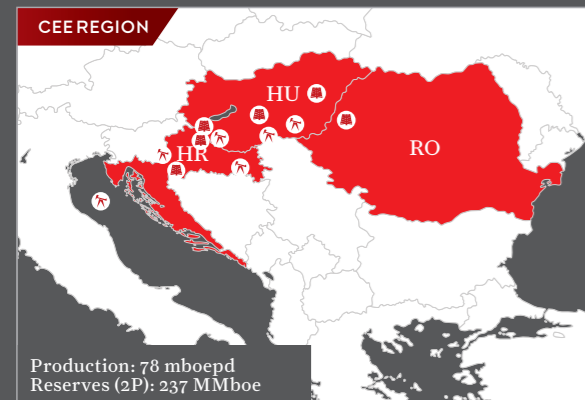 CEE REGION
HU
HR
RO
Production: 78 mboepd
Reserves (2P): 237 MMboe